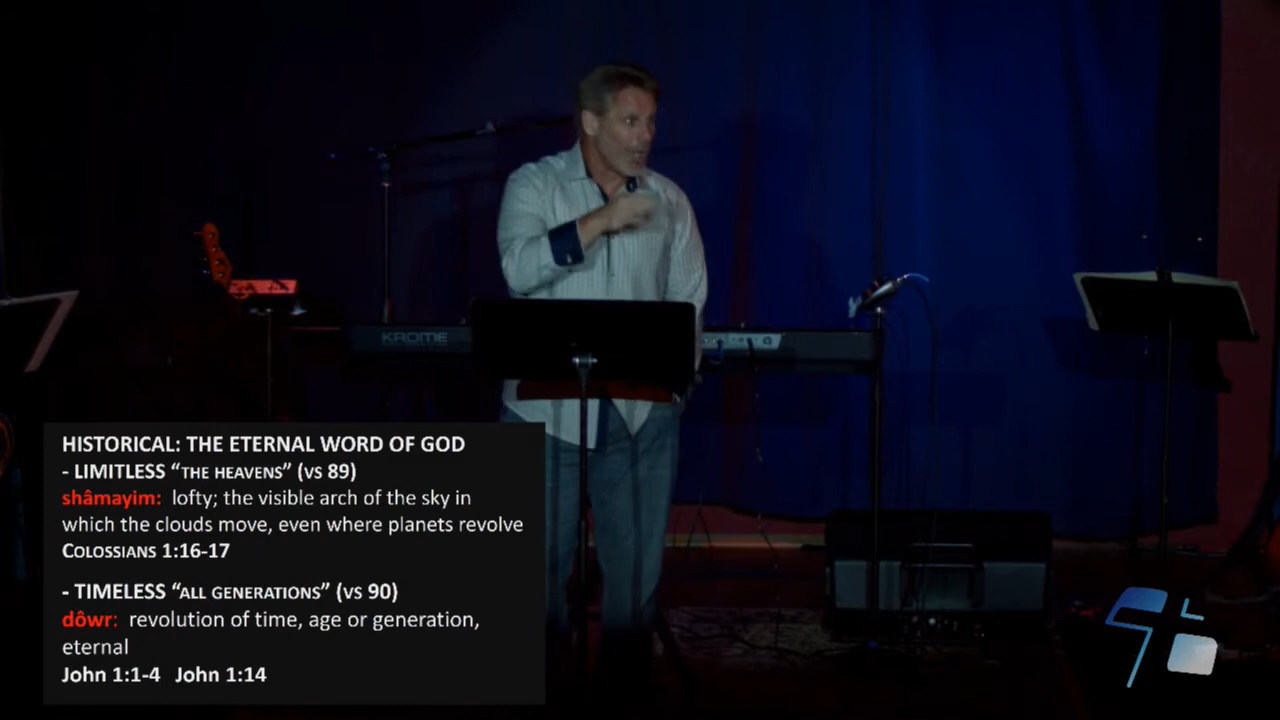 KROME
HISTORICAL: THE ETERNAL WORD OF GOD
- LIMITLESS “THE HEAVENS” (VS 89)
shâmayim: lofty; the visible arch of the sky in
which the clouds move, even where planets revolve
COLOSSIANS 1:16-17
- TIMELESS “ALL GENERATIONS” (VS 90)
dôwr: revolution of time, age or generation,
eternal
John 1:1-4 John 1:14